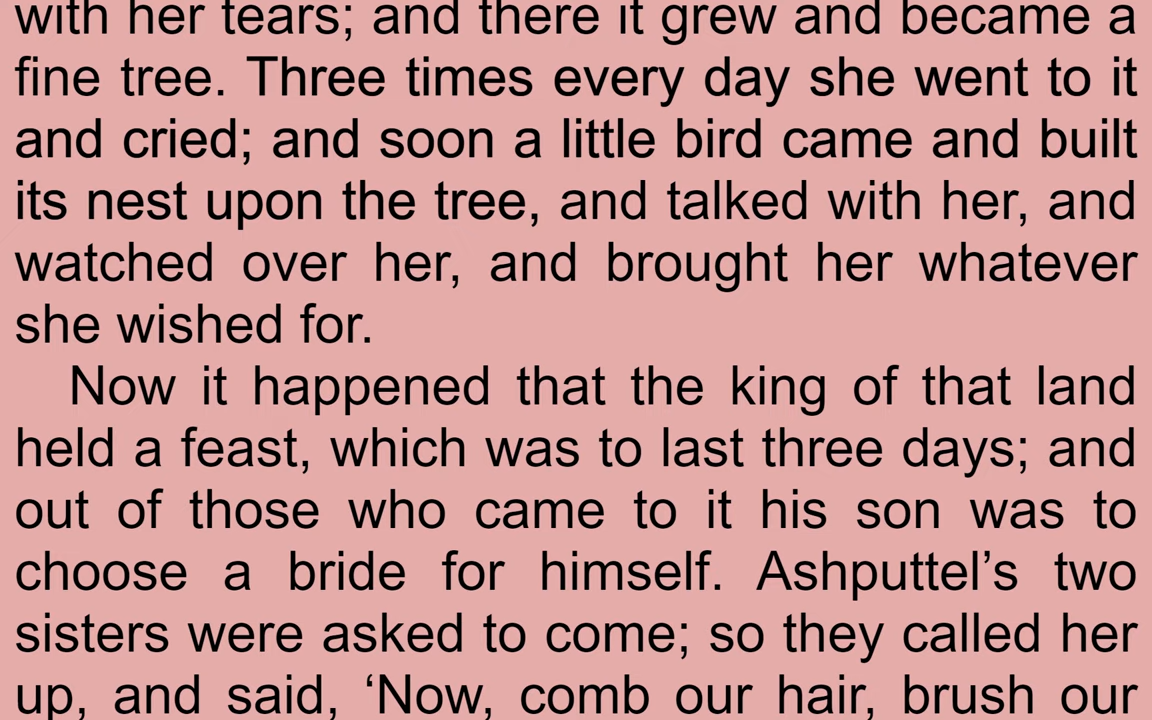 with her tears; and there it grew and became a
fine tree. Three times every day she went to it
and cried; and soon a little bird came and built
its nest upon the tree, and talked with her, and
watched over her, and brought her whatever
she wished for.
Now it happened that the king of that land
held a feast, which was to last three days; and
out of those who came to it his son was to
choose a bride for himself. Ashputtel’s two
sisters were asked to come; so they called her
up, and said, ‘Now, comb our hair, brush our